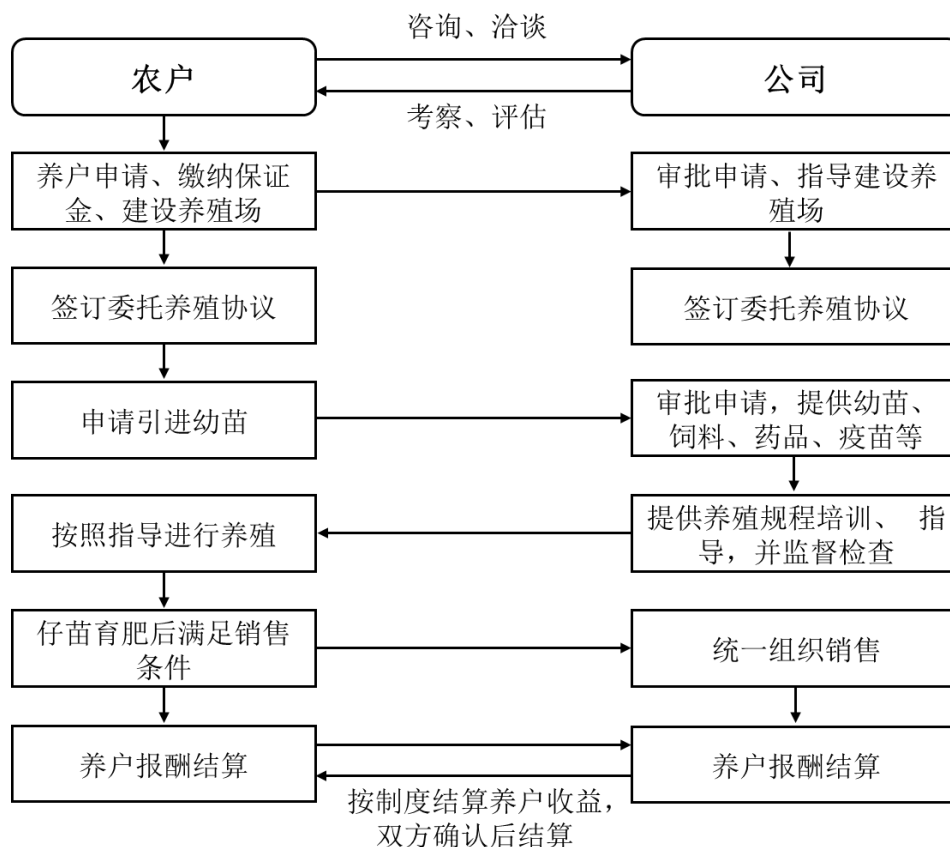 咨询、洽谈
农户
公司
考察、评估
养户申请、缴纳保证
金、建设养殖场
审批申请、指导建设养
殖场
签订委托养殖协议
签订委托养殖协议
申请引进幼苗
审批申请，提供幼苗、
饲料、药品、疫苗等
按照指导进行养殖
提供养殖规程培训、 指
导，并监督检查
仔苗育肥后满足销售
条件
统一组织销售
养户报酬结算
养户报酬结算
按制度结算养户收益，
双方确认后结算